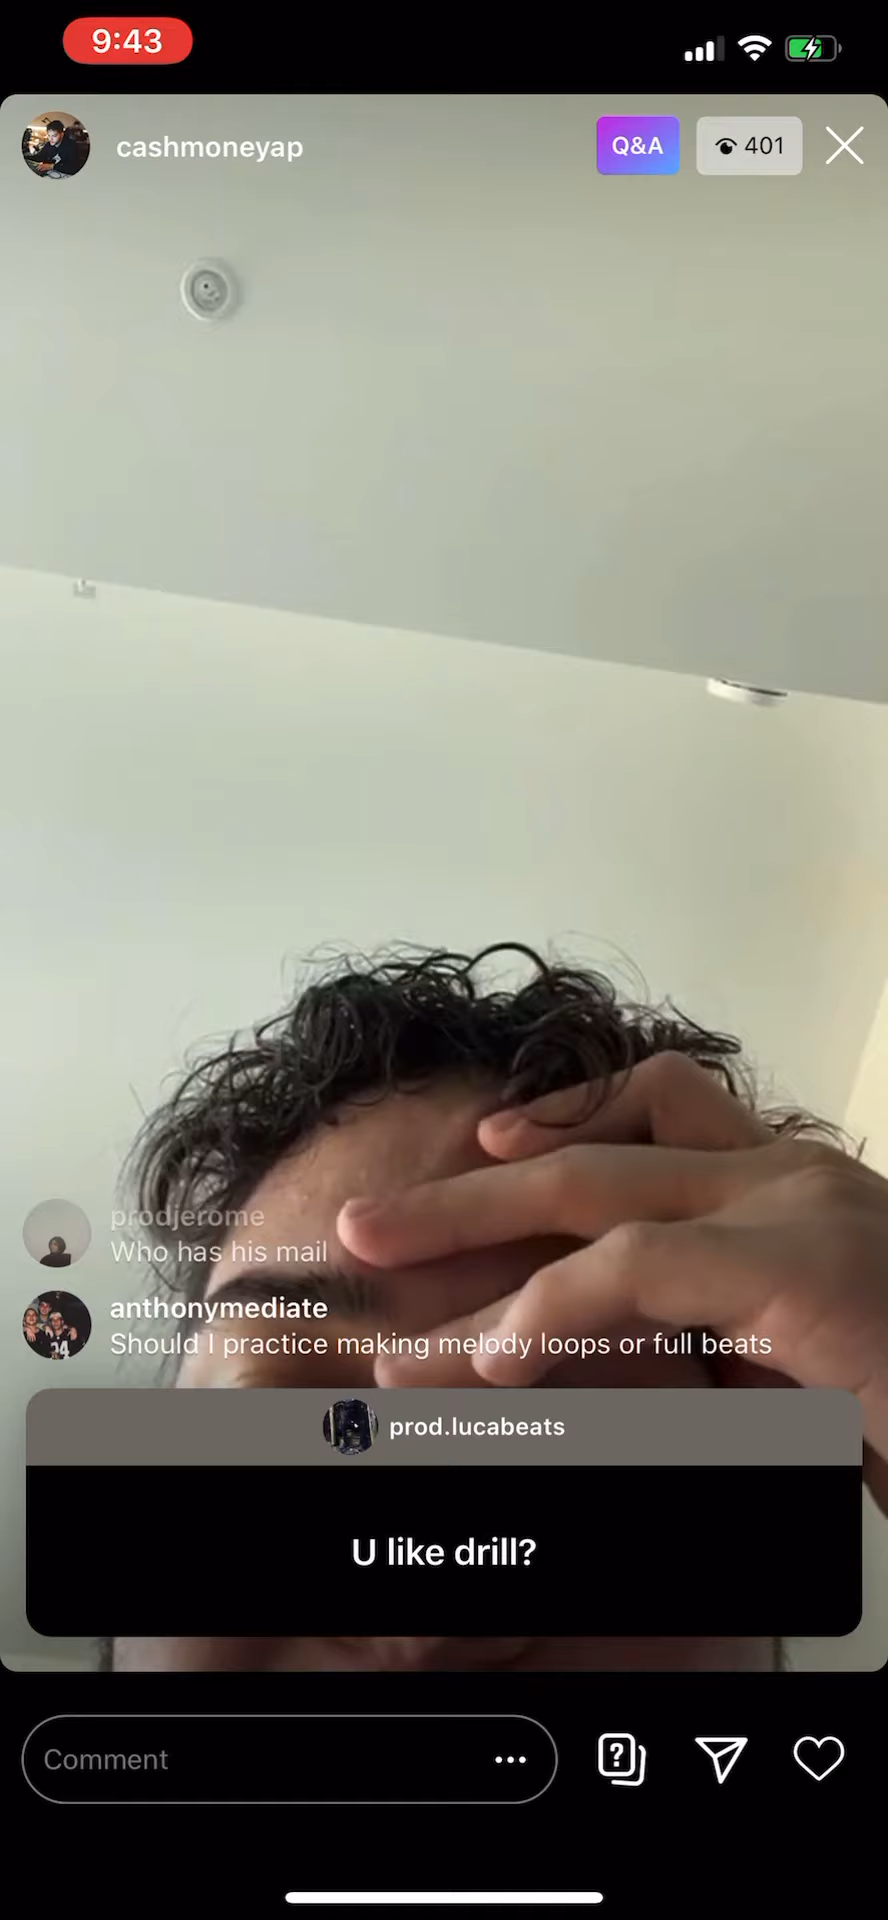 9:43
cashmoneyap
Q&A
401
prodjerome
Who has his mail
anthonymediate
Should I practice making melody loops or full beats
prod.lucabeats
U like drill?
Comment